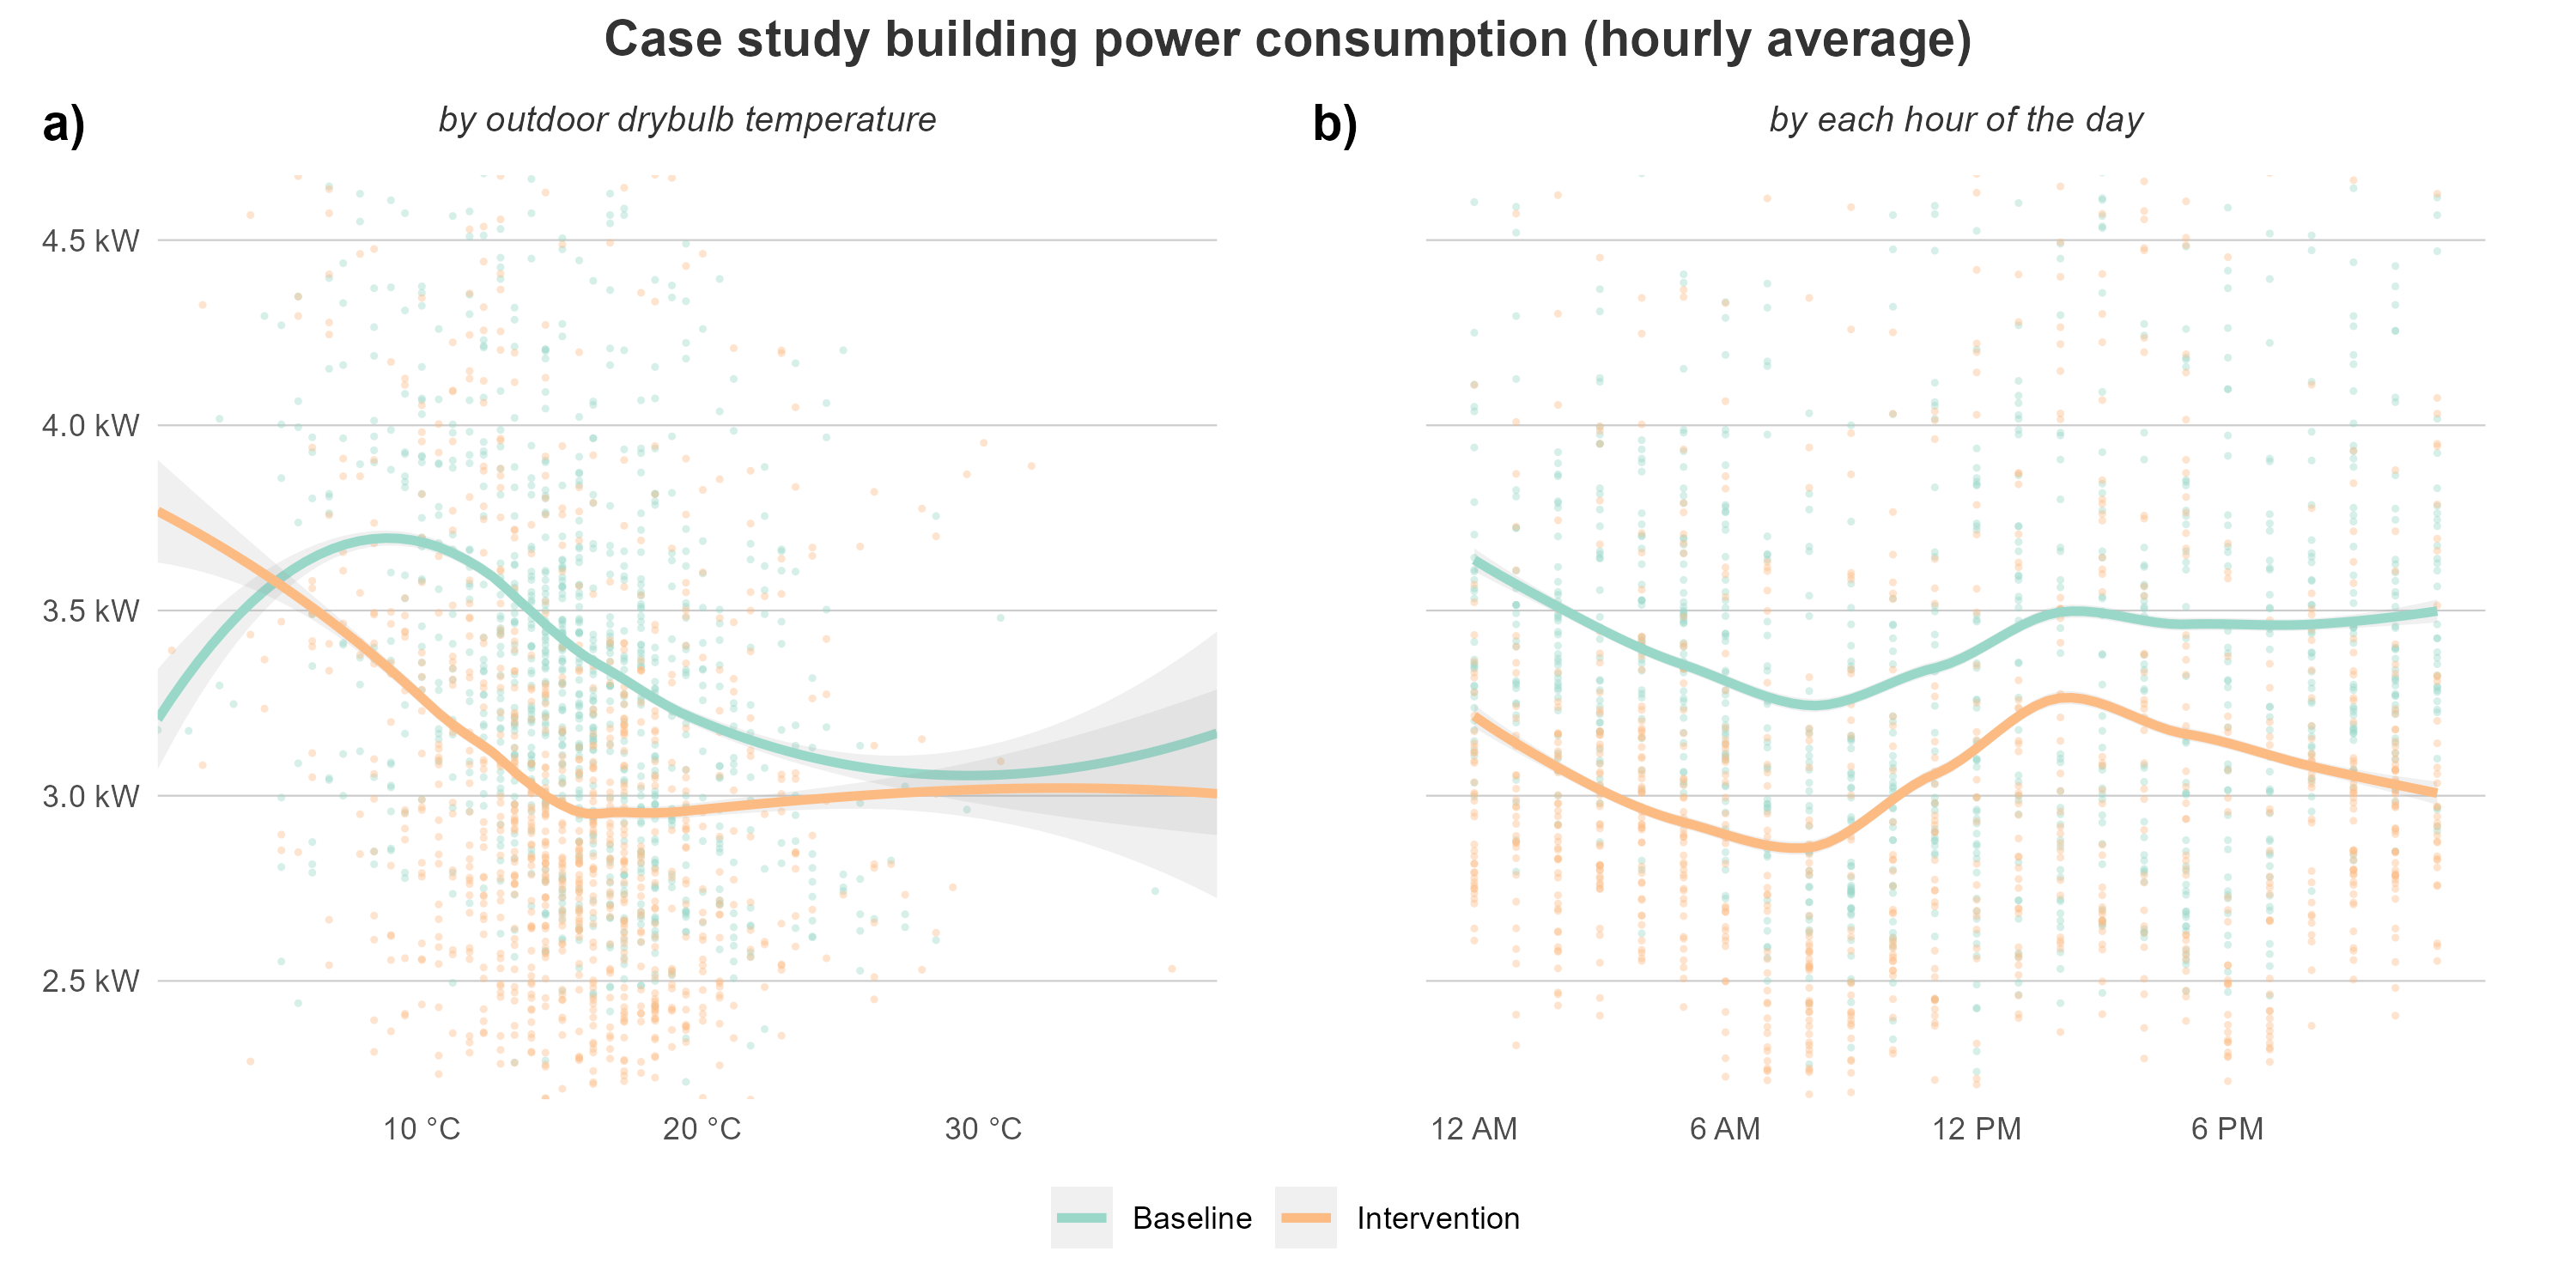 Case study building power consumption (hourly average)
a)
by outdoor drybulb temperature
b)
by each hour of the day
4.5 kW
4.0 kW
3.5 kW
3.0 kW
2.5 kW
10 °C
20 °C
30 °C
12 AM
6 AM
12 PM
6 PM
Baseline
Intervention